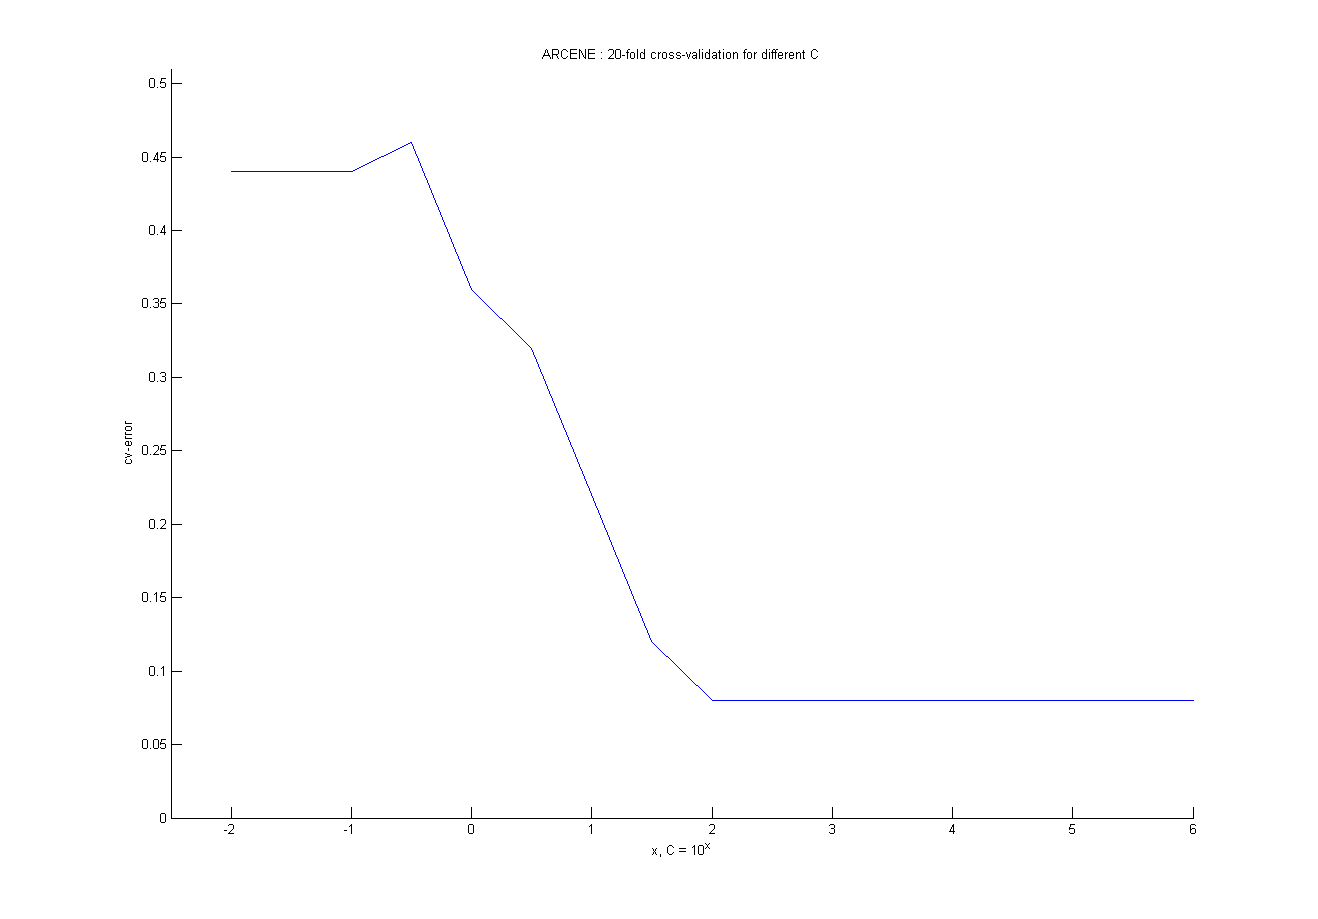 ARCENE : 20-fold cross-validation for different C
0.5
0.45
0.4
0.35
0.3
0.25
0.2
0.15
0.1
0.05
0
cv-error
-2 -1 0 1 2 3 4 5 6
x, C = 10^x